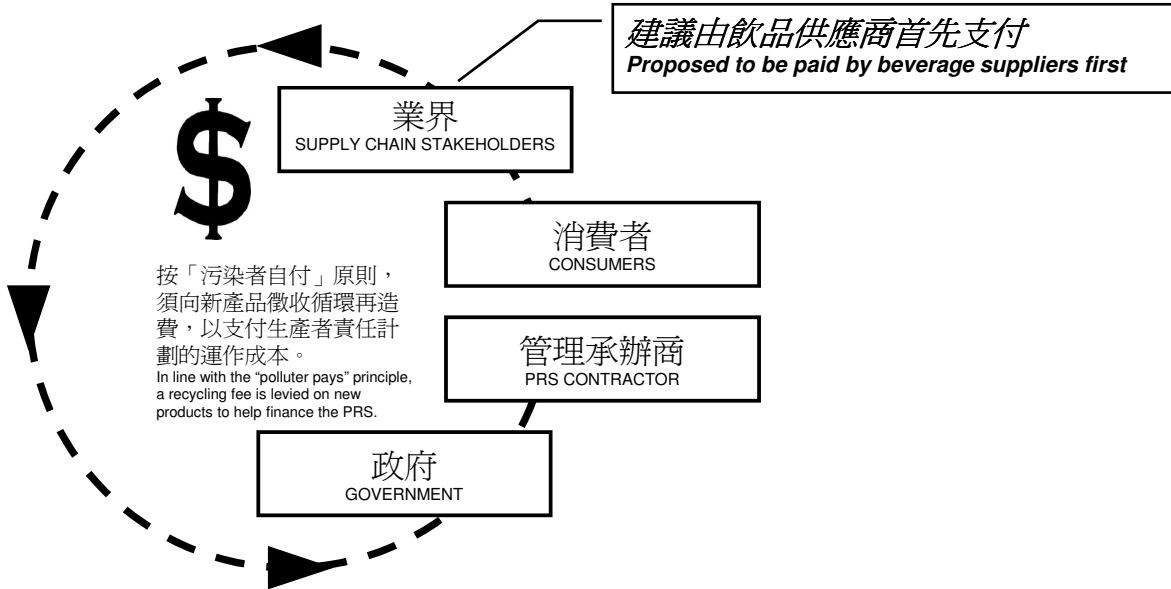 建議由飲品供應商首先支付
Proposed to be paid by beverage suppliers first
業界
SUPPLY CHAIN STAKEHOLDERS
$
消費者
CONSUMERS
按「污染者自付」原則，
須向新產品徵收循環再造
費，以支付生產者責任計
劃的運作成本。
In line with the “polluter pays” principle,
a recycling fee is levied on new
products to help finance the PRS.
管理承辦商
PRS CONTRACTOR
政府
GOVERNMENT